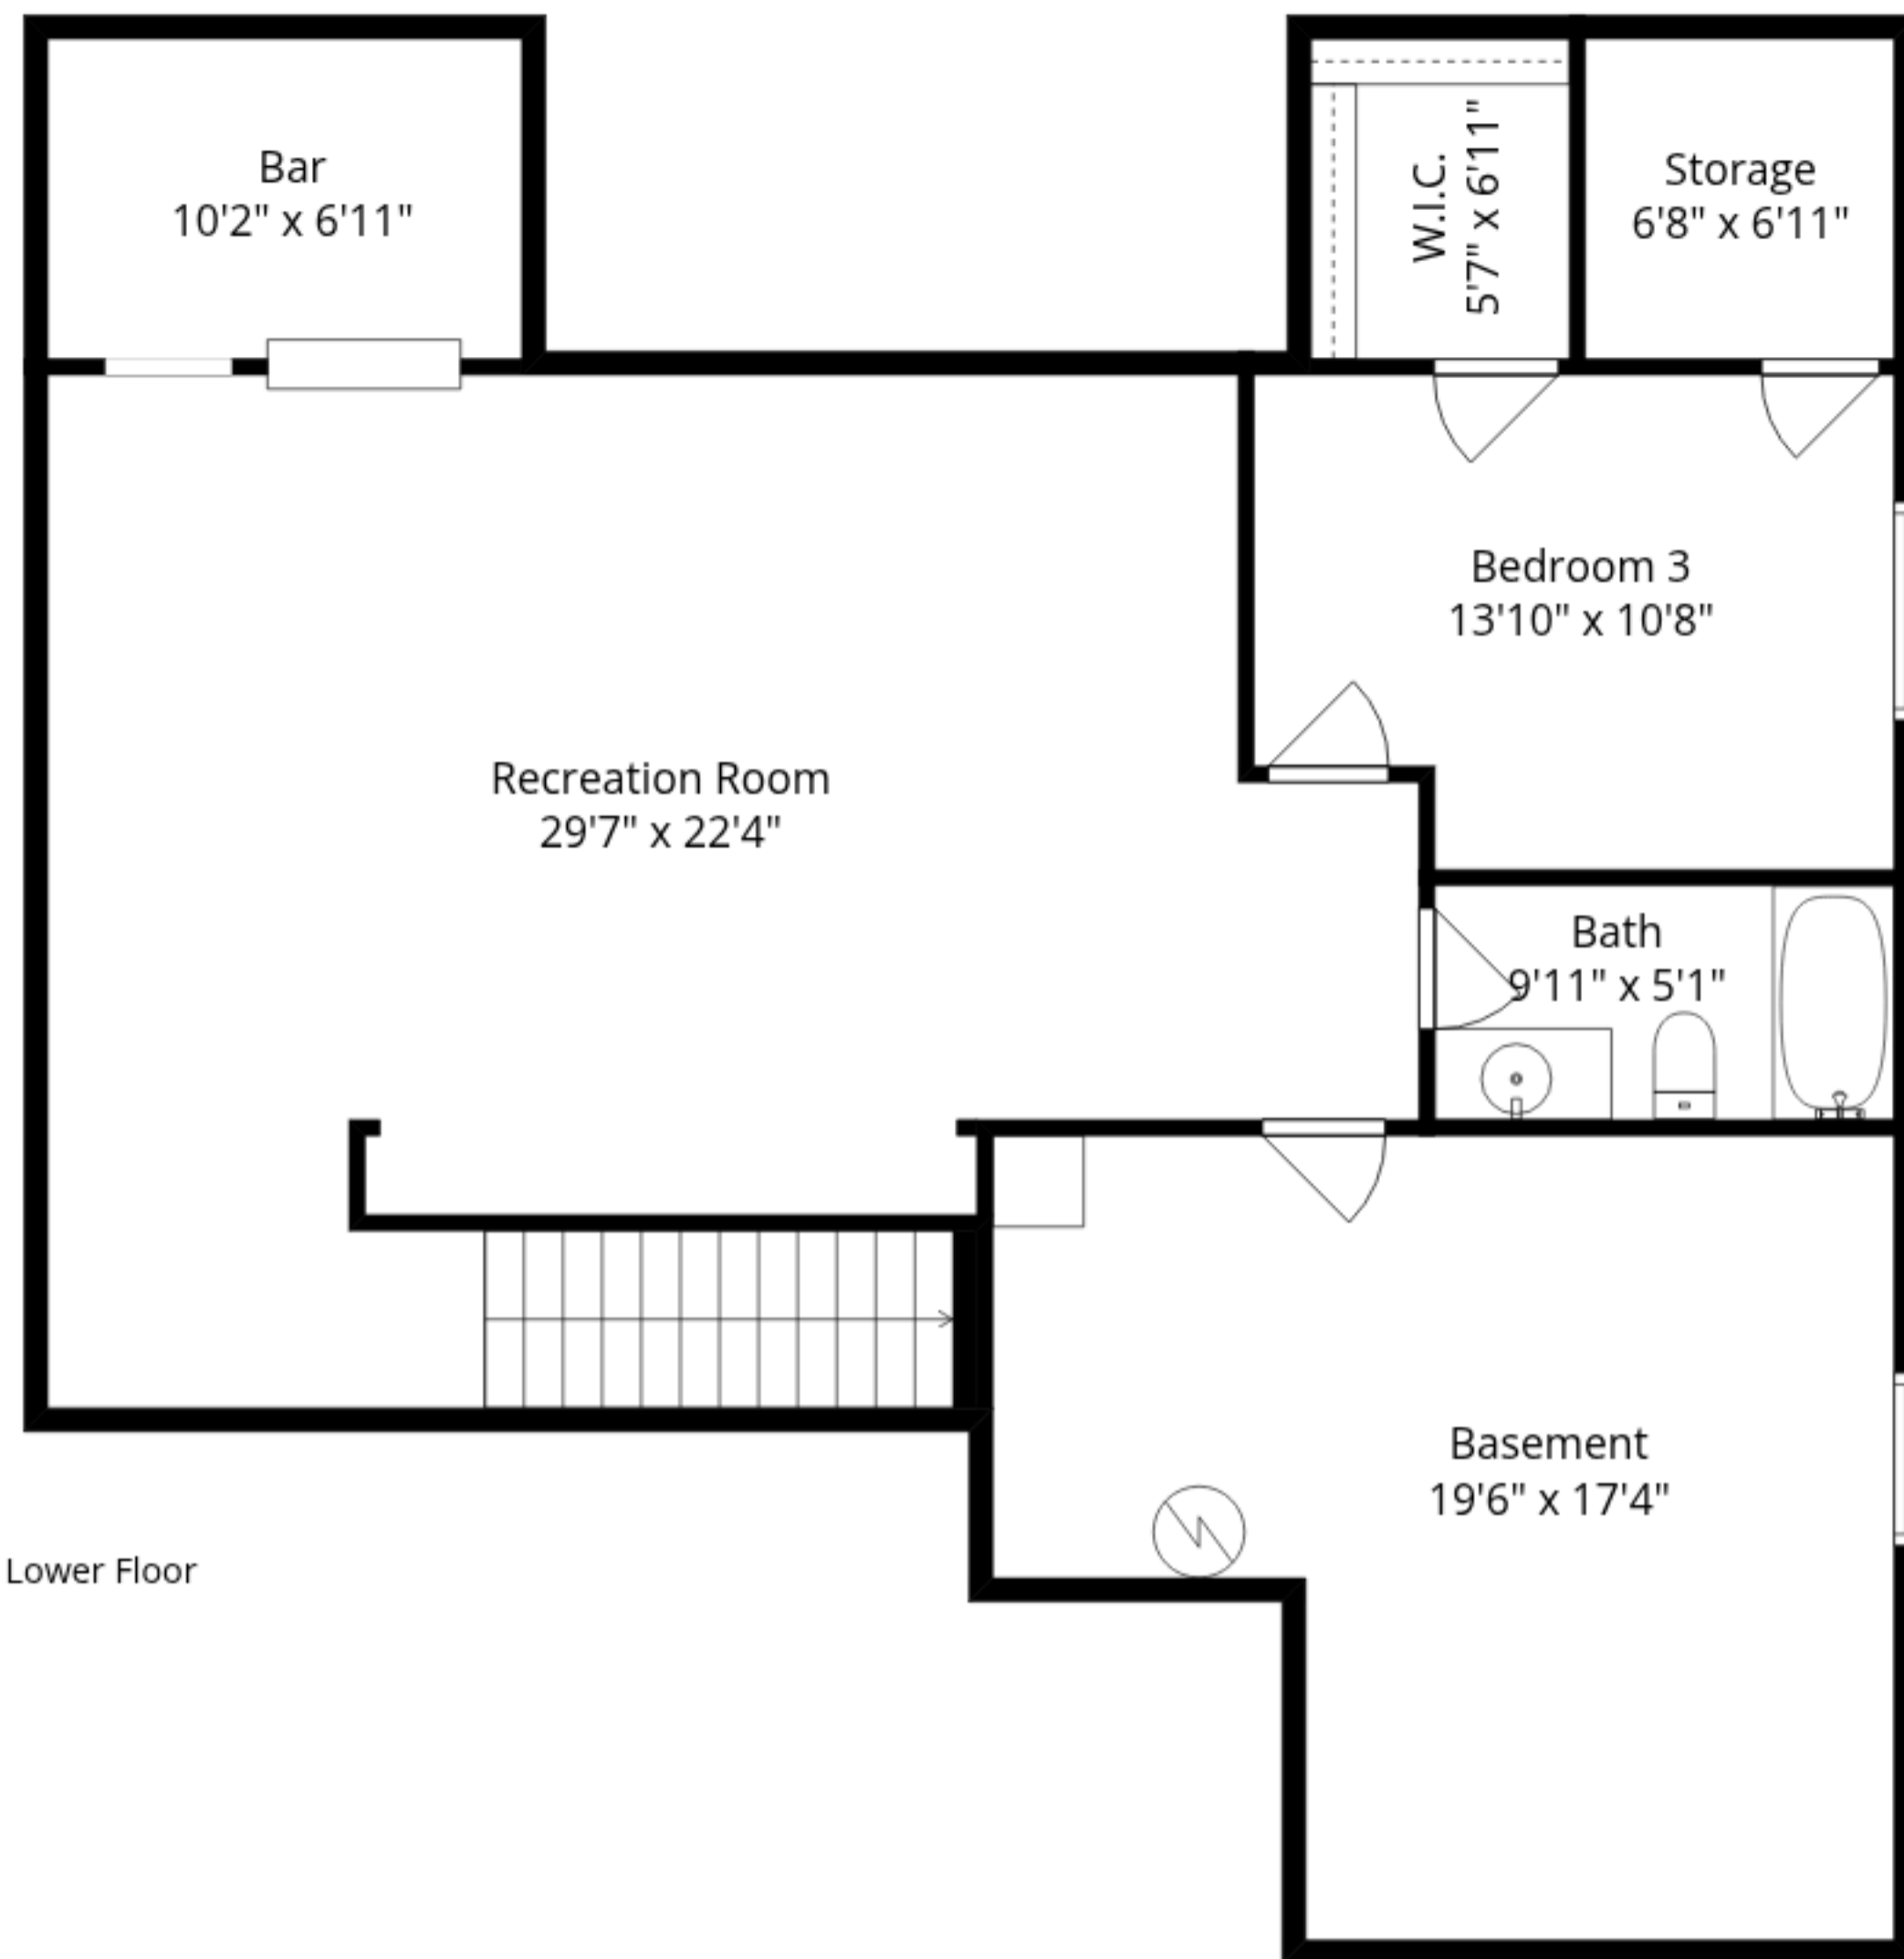 Bar
10'2" x 6'11"
W.I.C.
5'7" x 6'11"
Storage
6'8" x 6'11"
Bedroom 3
13'10" x 10'8"
Recreation Room
29'7" x 22'4"
Bath
9'11" x 5'1"
Basement
19'6" x 17'4"
Lower Floor